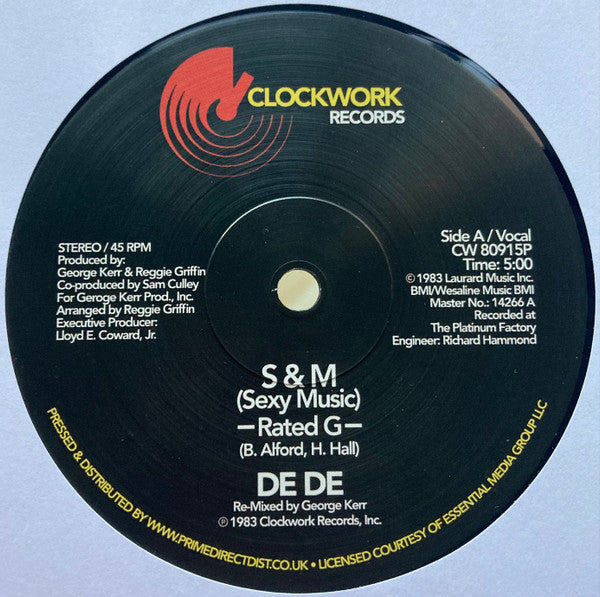 CLOCKWORK
RECORDS
STEREO / 45 RPM
Produced by:
George Kerr & Reggie Griffin
Co-produced by Sam Culley
For Geroge Kerr Prod., Inc.
Arranged by Reggie Griffin
Executive Producer:
Lloyd E. Coward, Jr.
Side A / Vocal
CW 80915P
Time: 5:00
© 1983 Laurard Music Inc.
BMI/Wesaline Music BMI
Master No.: 14266 A
Recorded at
The Platinum Factory
Engineer: Richard Hammond
S & M
(Sexy Music)
—Rated G—
(B. Alford, H. Hall)
DE DE
Re-Mixed by George Kerr
℗ 1983 Clockwork Records, Inc.
PRESSED & DISTRIBUTED BY WWW.PRIMEDIRECTDIST.CO.UK • LICENSED COURTESY OF ESSENTIAL MEDIA GROUP LLC